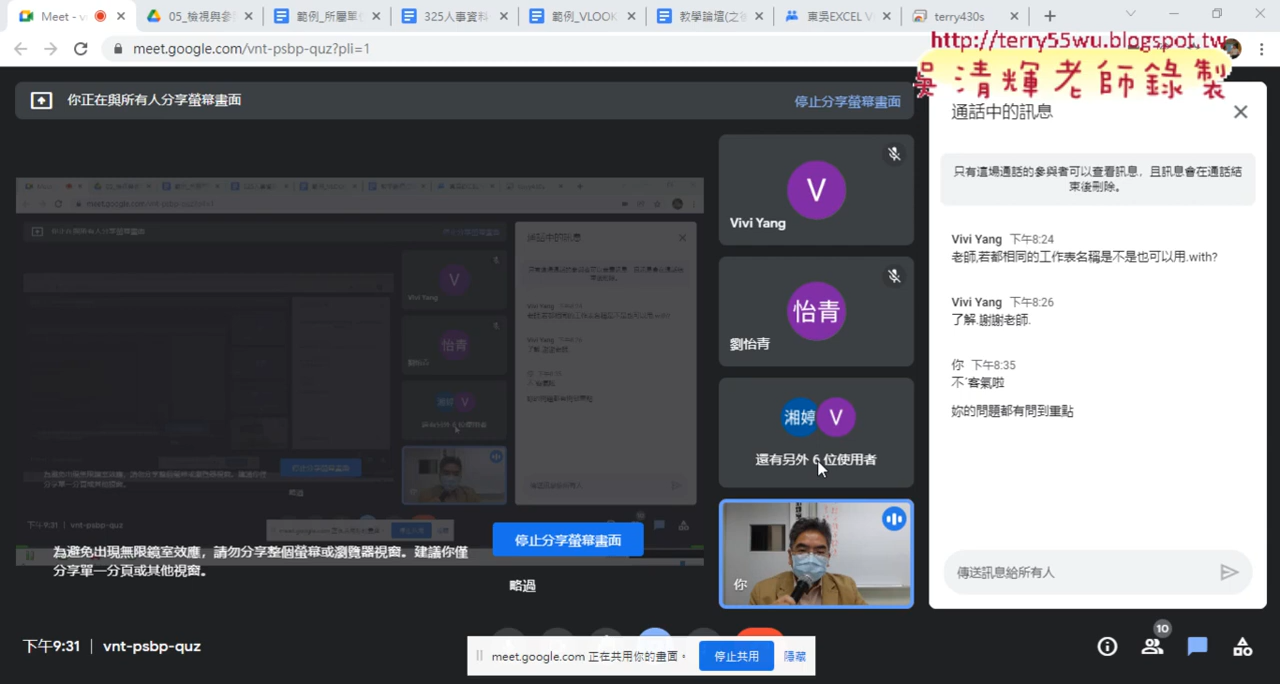 Meet - v
05_檢視與參
範例_所屬單
325人事資料
範例_VLOOK
教學論壇(之後
東吳EXCEL V
terry430s
meet.google.com/vnt-psbp-quz?pli=1
http://terry55wu.blogspot.tw
吳清輝老師錄製
你正在與所有人分享螢幕畫面
停止分享螢幕畫面
通話中的訊息
只有這場通話的參與者可以查看訊息，且訊息會在通話結
束後刪除。
V
Vivi Yang
Vivi Yang 下午8:24
老師,若都相同的工作表名稱是不是也可以用.with?
怡青
劉怡青
Vivi Yang 下午8:26
了解.謝謝老師.
你 下午8:35
不ˊ客氣啦
妳的問題都有問到重點
湘婷 V
還有另外 6 位使用者
為避免出現無限鏡室效應，請勿分享整個螢幕或瀏覽器視窗。建議你僅
分享單一分頁或其他視窗。
停止分享螢幕畫面
略過
你
傳送訊息給所有人
下午9:31 | vnt-psbp-quz
meet.google.com 正在共用你的畫面。
停止共用
隱藏
10